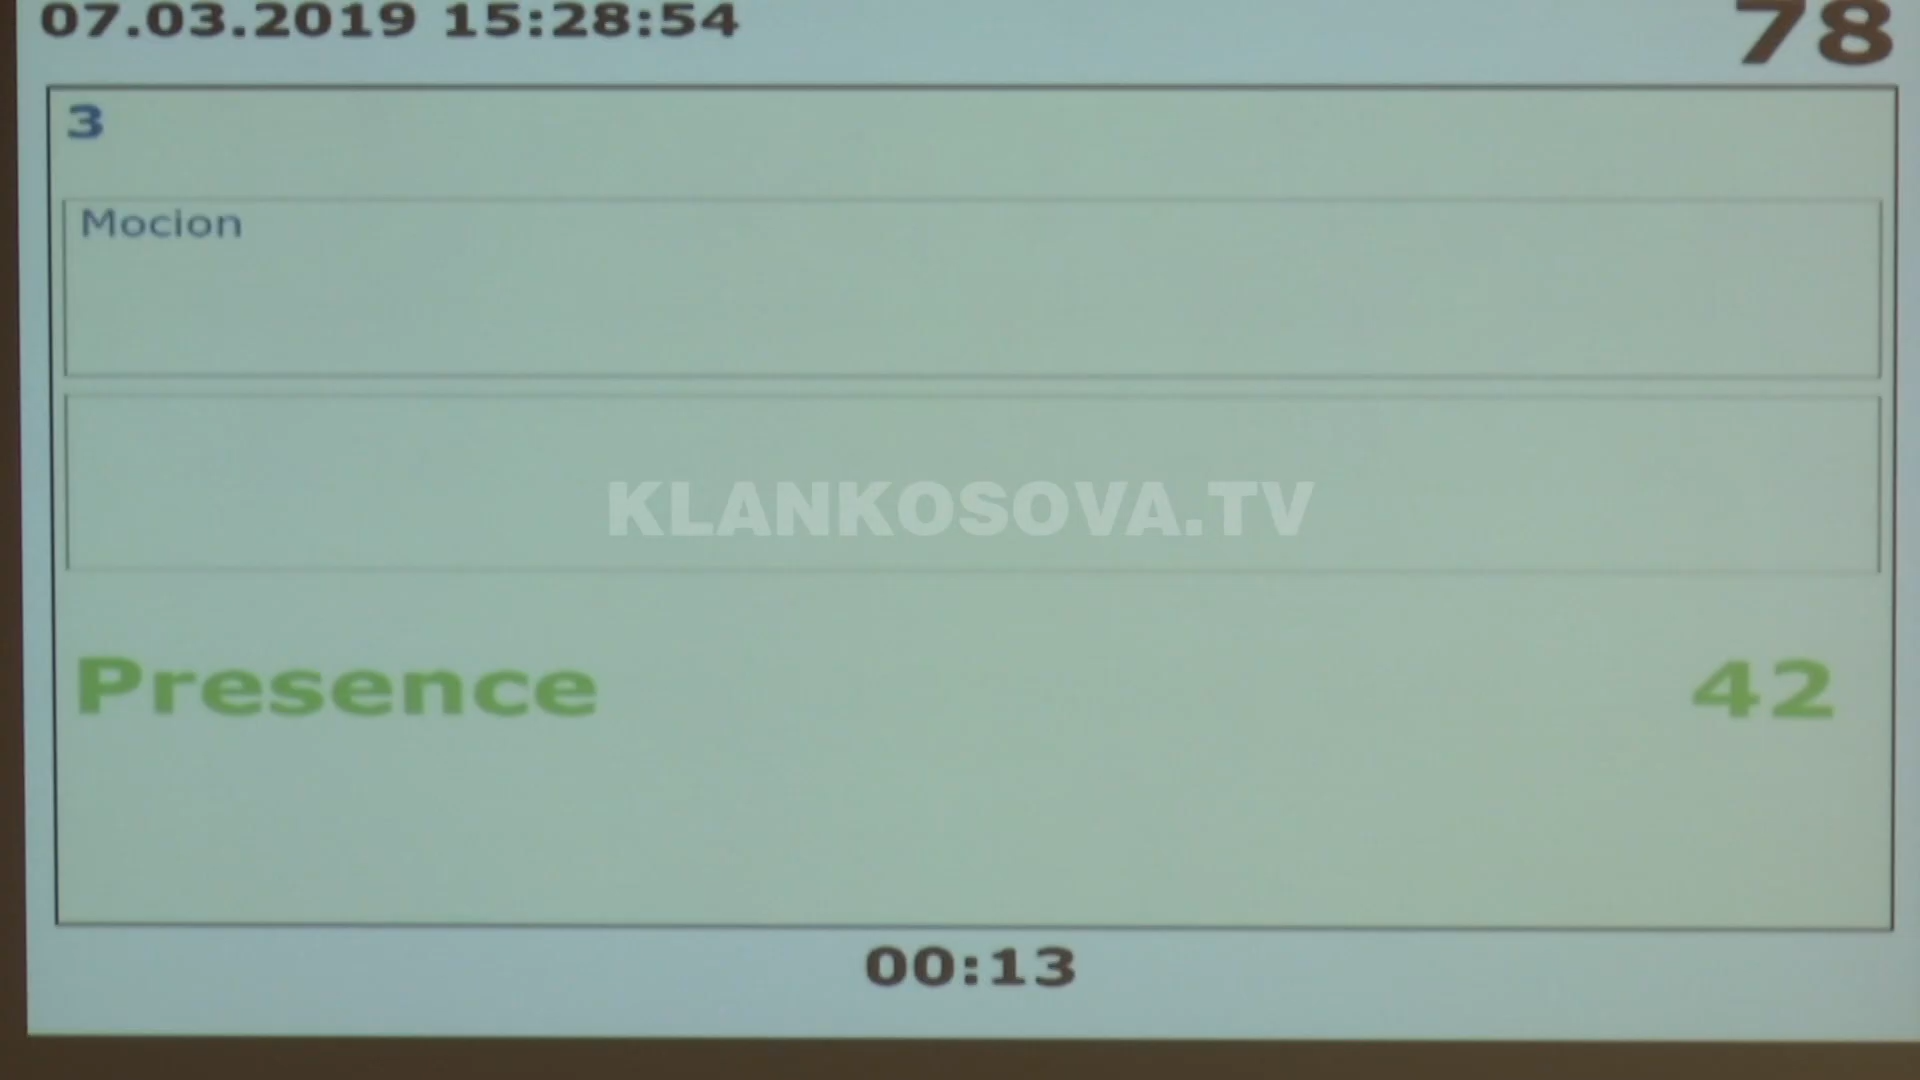 07.03.2019 15:28:54
78
3
Mocion
KLANKOSOVA.TV
Presence 42
00:13